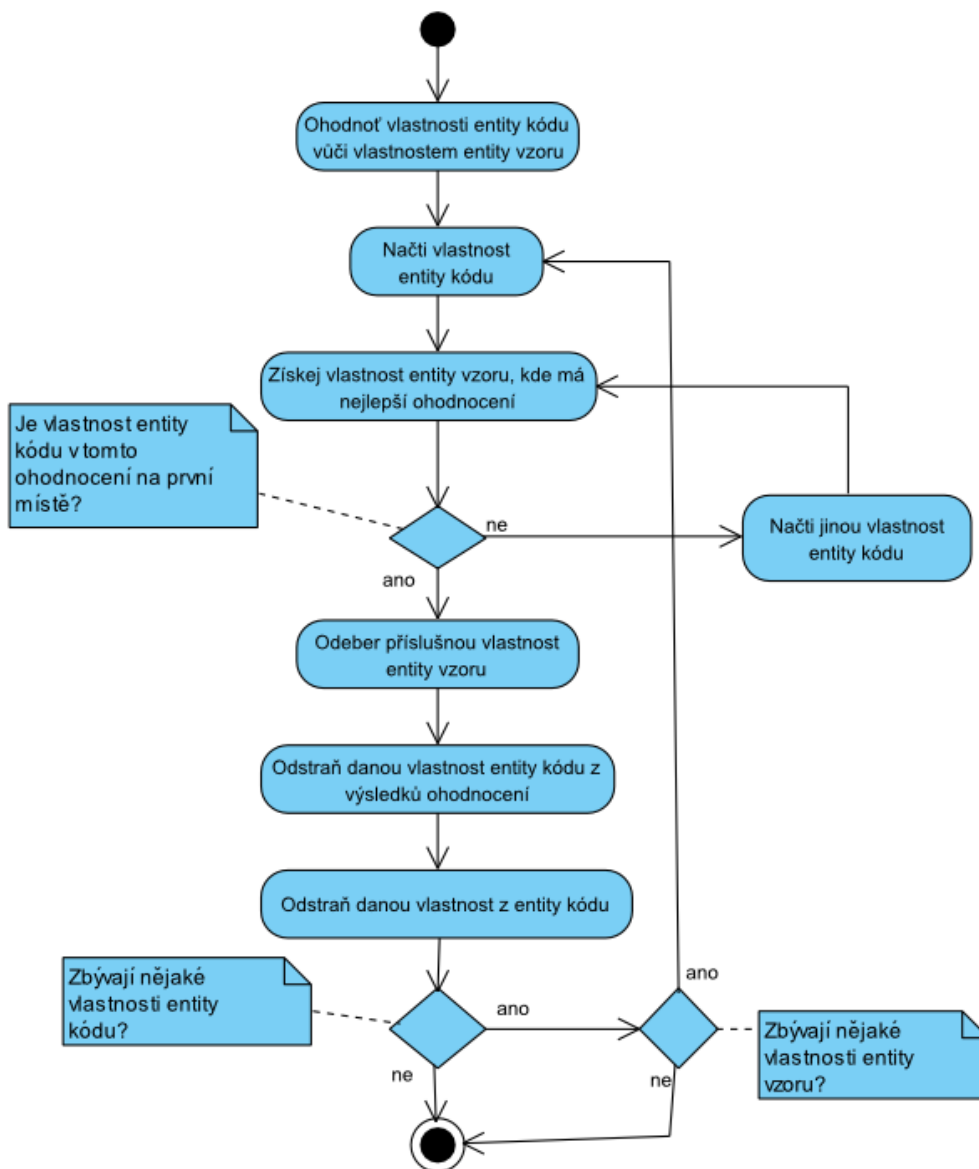 Ohodnoť vlastnosti entity kódu
vůči vlastnostem entity vzoru
Načti vlastnost
entity kódu
Získej vlastnost entity vzoru, kde má
nejlepší ohodnocení
Je vlastnost entity
kódu v tomto
ohodnocení na první
místě?
ne
Načti jinou vlastnost
entity kódu
ano
Odeber příslušnou vlastnost
entity vzoru
Odstraň danou vlastnost entity kódu z
výsledků ohodnocení
Odstraň danou vlastnost z entity kódu
Zbývají nějaké
vlastnosti entity
kódu?
ano
ano
Zbývají nějaké
vlastnosti entity
vzoru?
ne
ne